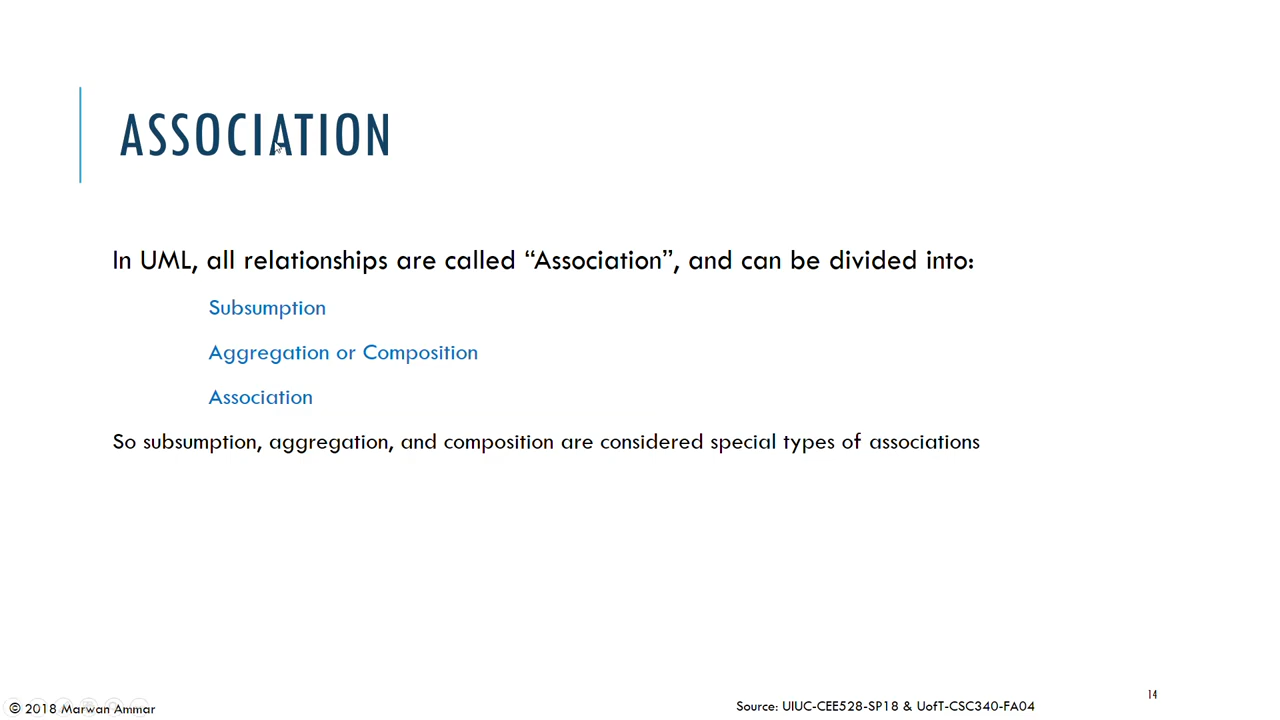 ASSOCIATION
In UML, all relationships are called “Association”, and can be divided into:
Subsumption
Aggregation or Composition
Association
So subsumption, aggregation, and composition are considered special types of associations
14
Source: UIUC-CEE528-SP18 & UofT-CSC340-FA04
© 2018 Marwan Ammar